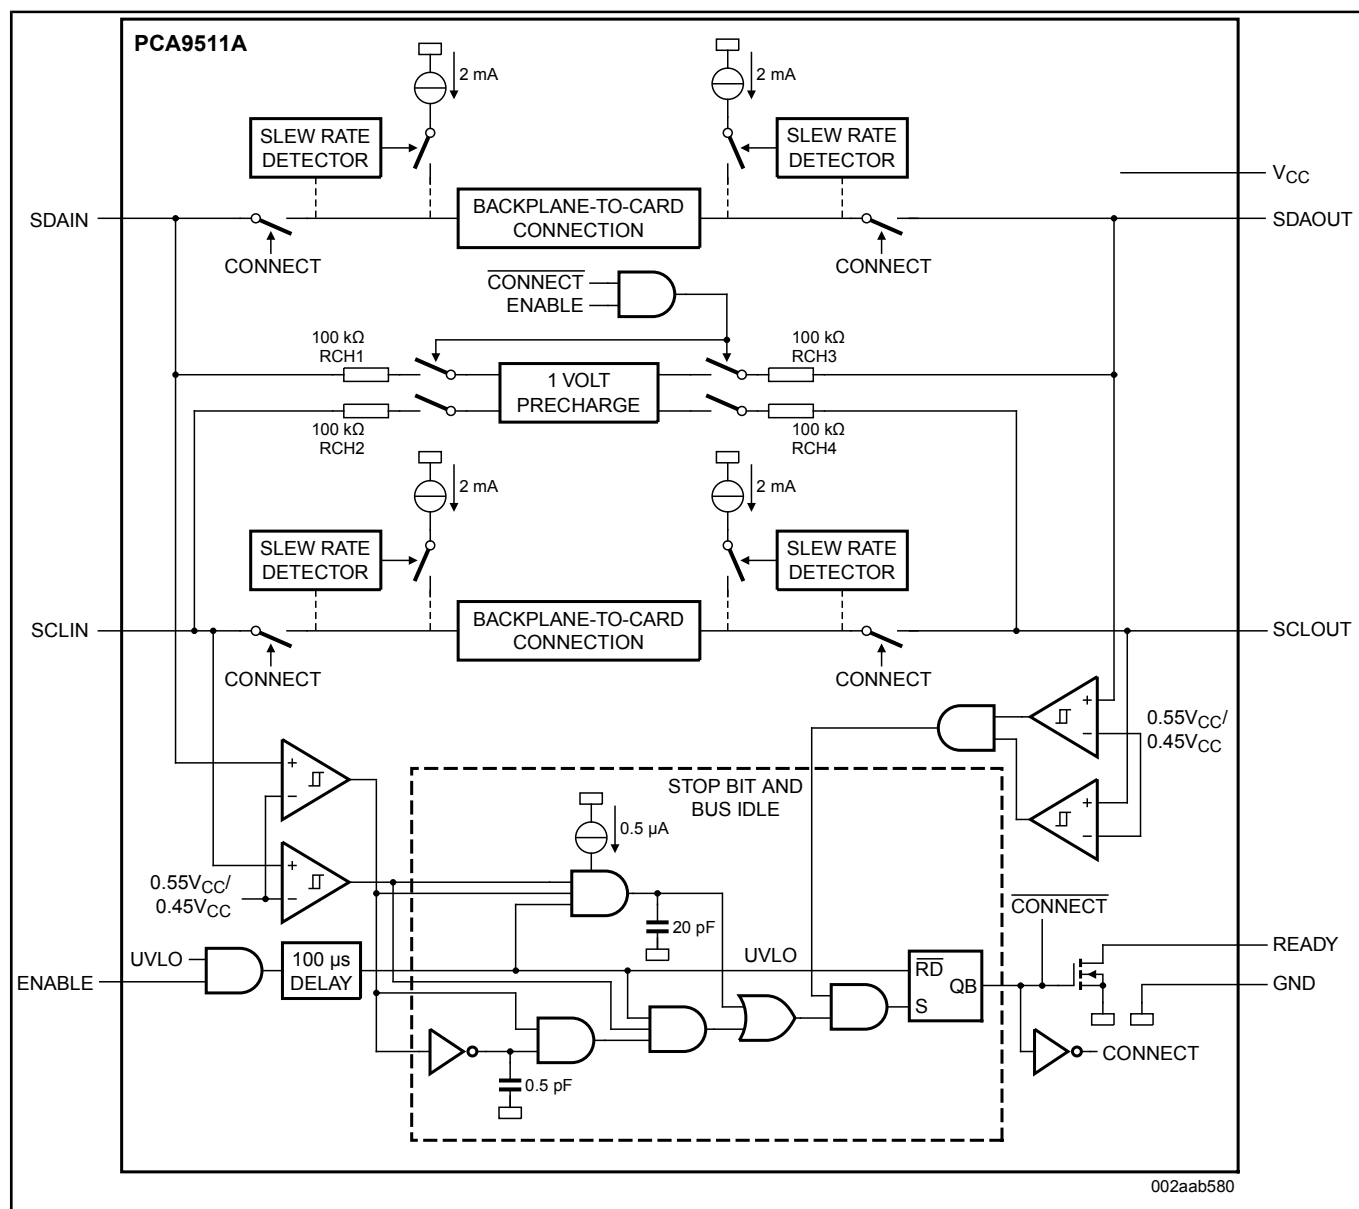 PCA9511A
2 mA
2 mA
SLEW RATE
DETECTOR
SLEW RATE
DETECTOR
VCC
SDAIN
BACKPLANE-TO-CARD
CONNECTION
SDAOUT
CONNECT
CONNECT
CONNECT
ENABLE
100 kΩ
RCH1
100 kΩ
RCH3
1 VOLT
PRECHARGE
100 kΩ
RCH2
100 kΩ
RCH4
2 mA
2 mA
SLEW RATE
DETECTOR
SLEW RATE
DETECTOR
SCLIN
BACKPLANE-TO-CARD
CONNECTION
SCLOUT
CONNECT
CONNECT
+
−
0.55VCC/
0.45VCC
+
−
STOP BIT AND
BUS IDLE
+
−
0.5 μA
+
−
0.55VCC/
0.45VCC
20 pF
CONNECT
UVLO
100 μs
DELAY
UVLO
READY
ENABLE
RD
QB
S
GND
0.5 pF
CONNECT
002aab580